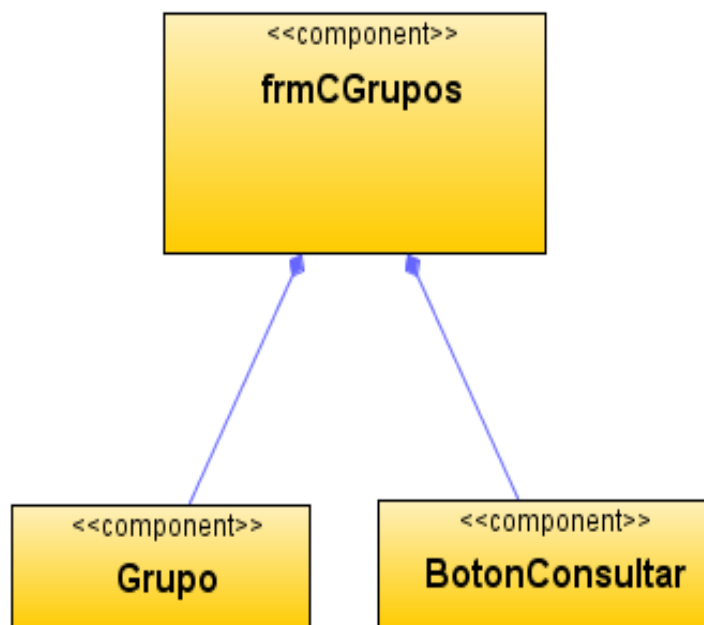 <<component>>
frmCGrupos
<<component>>
Grupo
<<component>>
BotonConsultar